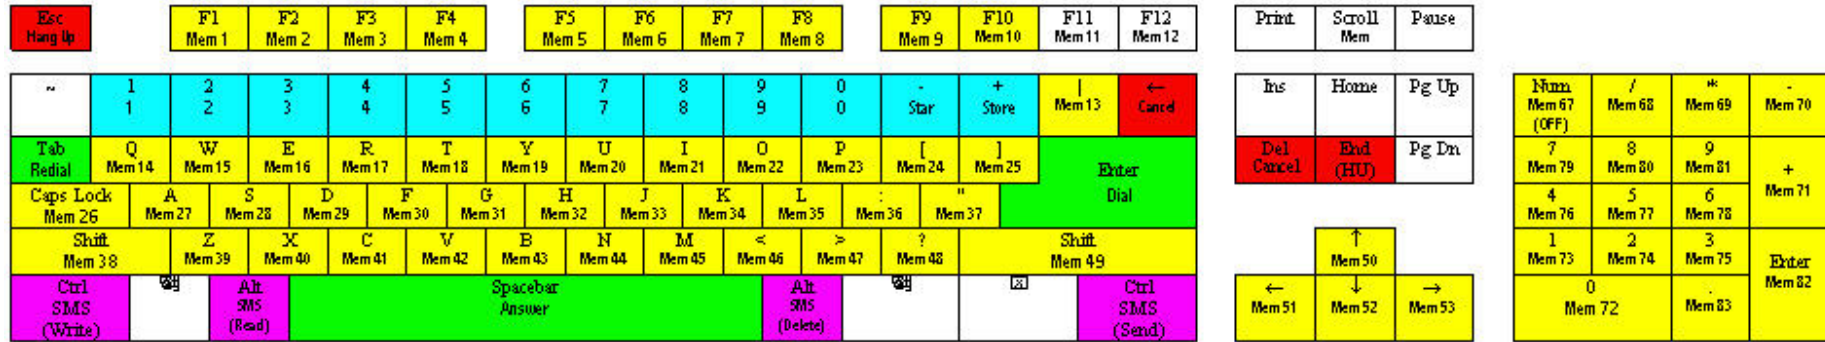 Esc F1 F2 F3 F4 F5 F6 F7 F8 F9 F10 F11 F12 Print Scroll Pause
Hang Up Mem 1 Mem 2 Mem 3 Mem 4 Mem 5 Mem 6 Mem 7 Mem 8 Mem 9 Mem 10 Mem 11 Mem 12 Mem
~ 1 2 3 4 5 6 7 8 9 0 - + | ← Ins Home Pg Up Num / * -
1 2 3 4 5 6 7 8 9 0 Star Store Mem 13 Cancel Mem 67 Mem 68 Mem 69 Mem 70
(OFF)
Tab Q W E R T Y U I O P [ ] Enter Del End Pg Dn 7 8 9 +
Redial Mem 14 Mem 15 Mem 16 Mem 17 Mem 18 Mem 19 Mem 20 Mem 21 Mem 22 Mem 23 Mem 24 Mem 25 Dial Cancel (HU) Mem 79 Mem 80 Mem 81 Mem 71
Caps Lock A S D F G H J K L : " 4 5 6
Mem 26 Mem 27 Mem 28 Mem 29 Mem 30 Mem 31 Mem 32 Mem 33 Mem 34 Mem 35 Mem 36 Mem 37 Mem 76 Mem 77 Mem 78
Shift Z X C V B N M < > ? Shift ↑ 1 2 3 Enter
Mem 38 Mem 39 Mem 40 Mem 41 Mem 42 Mem 43 Mem 44 Mem 45 Mem 46 Mem 47 Mem 48 Mem 49 Mem 50 Mem 73 Mem 74 Mem 75 Mem 82
Ctrl Alt Spacebar Alt Ctrl ← ↓ → 0 .
SMS SMS Answer SMS SMS Mem 51 Mem 52 Mem 53 Mem 72 Mem 83
(Write) (Read) (Delete) (Send)